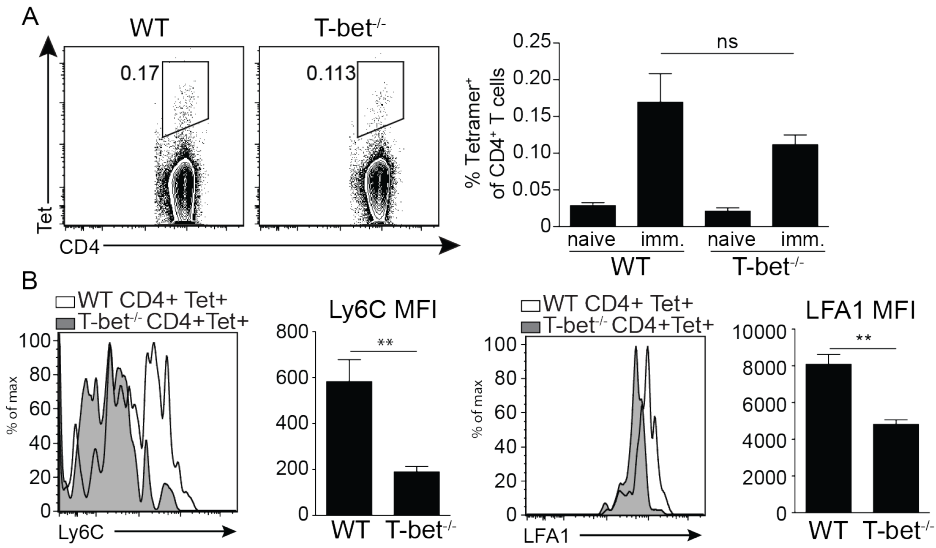 A
WT
T-bet-/-
Tet
0.17
0.113
CD4
% Tetramer+
of CD4+ T cells
0.25
0.20
0.15
0.10
0.05
0
ns
naive
imm.
naive
imm.
WT
T-bet-/-
B
WT CD4+ Tet+
T-bet-/- CD4+Tet+
% of max
100
80
60
40
20
0
Ly6C
Ly6C MFI
800
600
400
200
0
**
WT
T-bet-/-
WT CD4+ Tet+
T-bet-/- CD4+Tet+
% of max
100
80
60
40
20
0
LFA1
LFA1 MFI
10000
8000
6000
4000
2000
0
**
WT
T-bet-/-